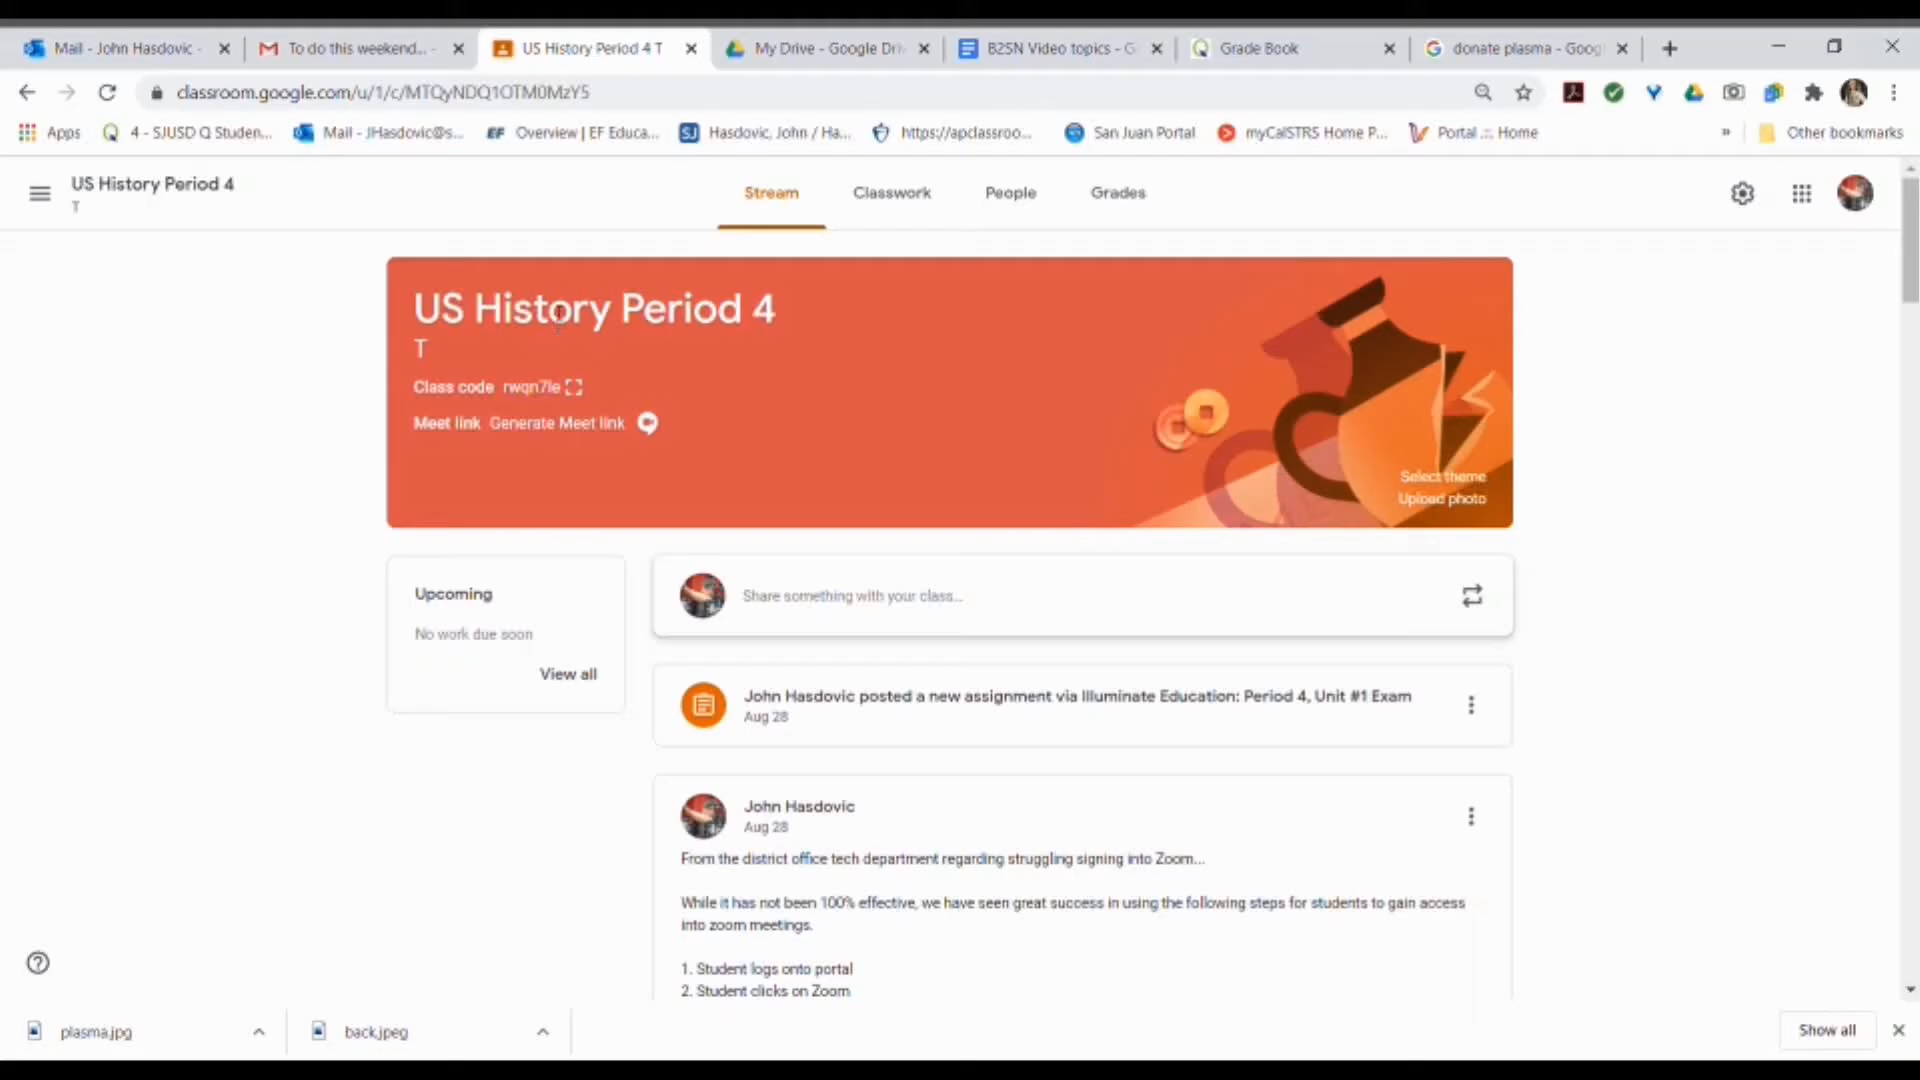 Mail - John Hasdovic -
To do this weekend... -
US History Period 4 T
My Drive - Google Dri
B2SN Video topics - G
Grade Book
donate plasma - Goog
classroom.google.com/u/1/c/MTQyNDQ1OTM0MzY5
Apps
4 - SJUSD Q Studen...
Mail - JHasdovic@s...
EF Overview | EF Educa...
SJ Hasdovic, John / Ha...
https://apclassroo...
San Juan Portal
myCalSTRS Home P...
Portal .:. Home
»
Other bookmarks
US History Period 4
T
Stream
Classwork
People
Grades
US History Period 4
T
Class code rwqn7le
Meet link Generate Meet link
Select theme
Upload photo
Upcoming
No work due soon
View all
Share something with your class...
John Hasdovic posted a new assignment via Illuminate Education: Period 4, Unit #1 Exam
Aug 28
John Hasdovic
Aug 28
From the district office tech department regarding struggling signing into Zoom...
While it has not been 100% effective, we have seen great success in using the following steps for students to gain access
into zoom meetings.
1. Student logs onto portal
2. Student clicks on Zoom
plasma.jpg
back.jpeg
Show all